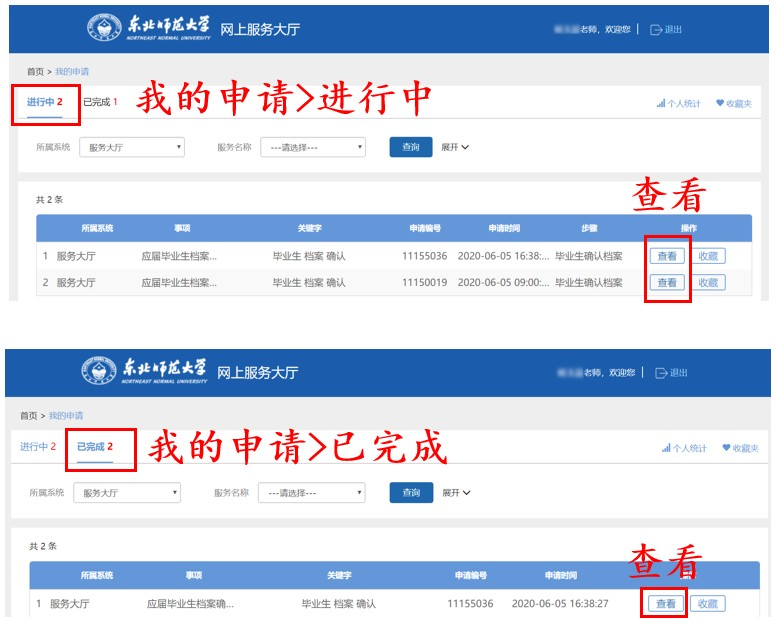 东北师范大学
NORTHEAST NORMAL UNIVERSITY
网上服务大厅
老师，欢迎您 | 退出
首页 > 我的申请
进行中 2 已完成 1 我的申请>进行中 个人统计 收藏夹
所属系统 服务大厅 服务名称 ---请选择--- 查询 展开
查看
共 2 条
所属系统 事项 关键字 申请编号 申请时间 步骤 操作
1 服务大厅 应届毕业生档案... 毕业生 档案 确认 11155036 2020-06-05 16:38:... 毕业生确认档案 查看 收藏
2 服务大厅 应届毕业生档案... 毕业生 档案 确认 11150019 2020-06-05 09:00:... 毕业生确认档案 查看 收藏
东北师范大学
NORTHEAST NORMAL UNIVERSITY
网上服务大厅
老师，欢迎您 | 退出
首页 > 我的申请
进行中 2 已完成 2 我的申请>已完成 个人统计 收藏夹
所属系统 服务大厅 服务名称 ---请选择--- 查询 展开
共 2 条
查看
所属系统 事项 关键字 申请编号 申请时间
1 服务大厅 应届毕业生档案确... 毕业生 档案 确认 11155036 2020-06-05 16:38:27 查看 收藏